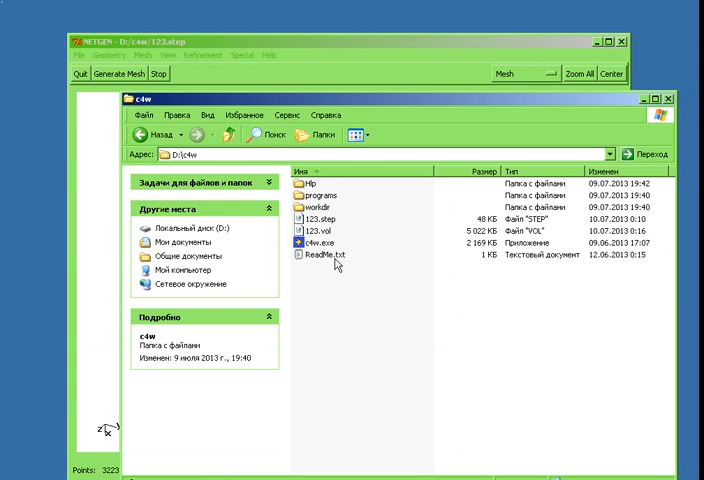 NETGEN - D:/c4w/123.step
File Geometry Mesh View Refinement Special Help
Quit Generate Mesh Stop Mesh Zoom All Center
c4w
Файл Правка Вид Избранное Сервис Справка
Назад Поиск Папки
Адрес: D:\c4w Переход
Имя Размер Тип Изменен
Задачи для файлов и папок
Другие места
Локальный диск (D:)
Мои документы
Общие документы
Мой компьютер
Сетевое окружение
Подробно
c4w
Папка с файлами
Изменен: 9 июля 2013 г., 19:40
Hlp Папка с файлами 09.07.2013 19:42
programs Папка с файлами 09.07.2013 19:40
workdir Папка с файлами 09.07.2013 19:40
123.step 48 КБ Файл "STEP" 10.07.2013 0:10
123.vol 5 022 КБ Файл "VOL" 10.07.2013 0:16
c4w.exe 2 169 КБ Приложение 09.06.2013 17:07
ReadMe.txt 1 КБ Текстовый документ 12.06.2013 0:15
z x
Points: 3223